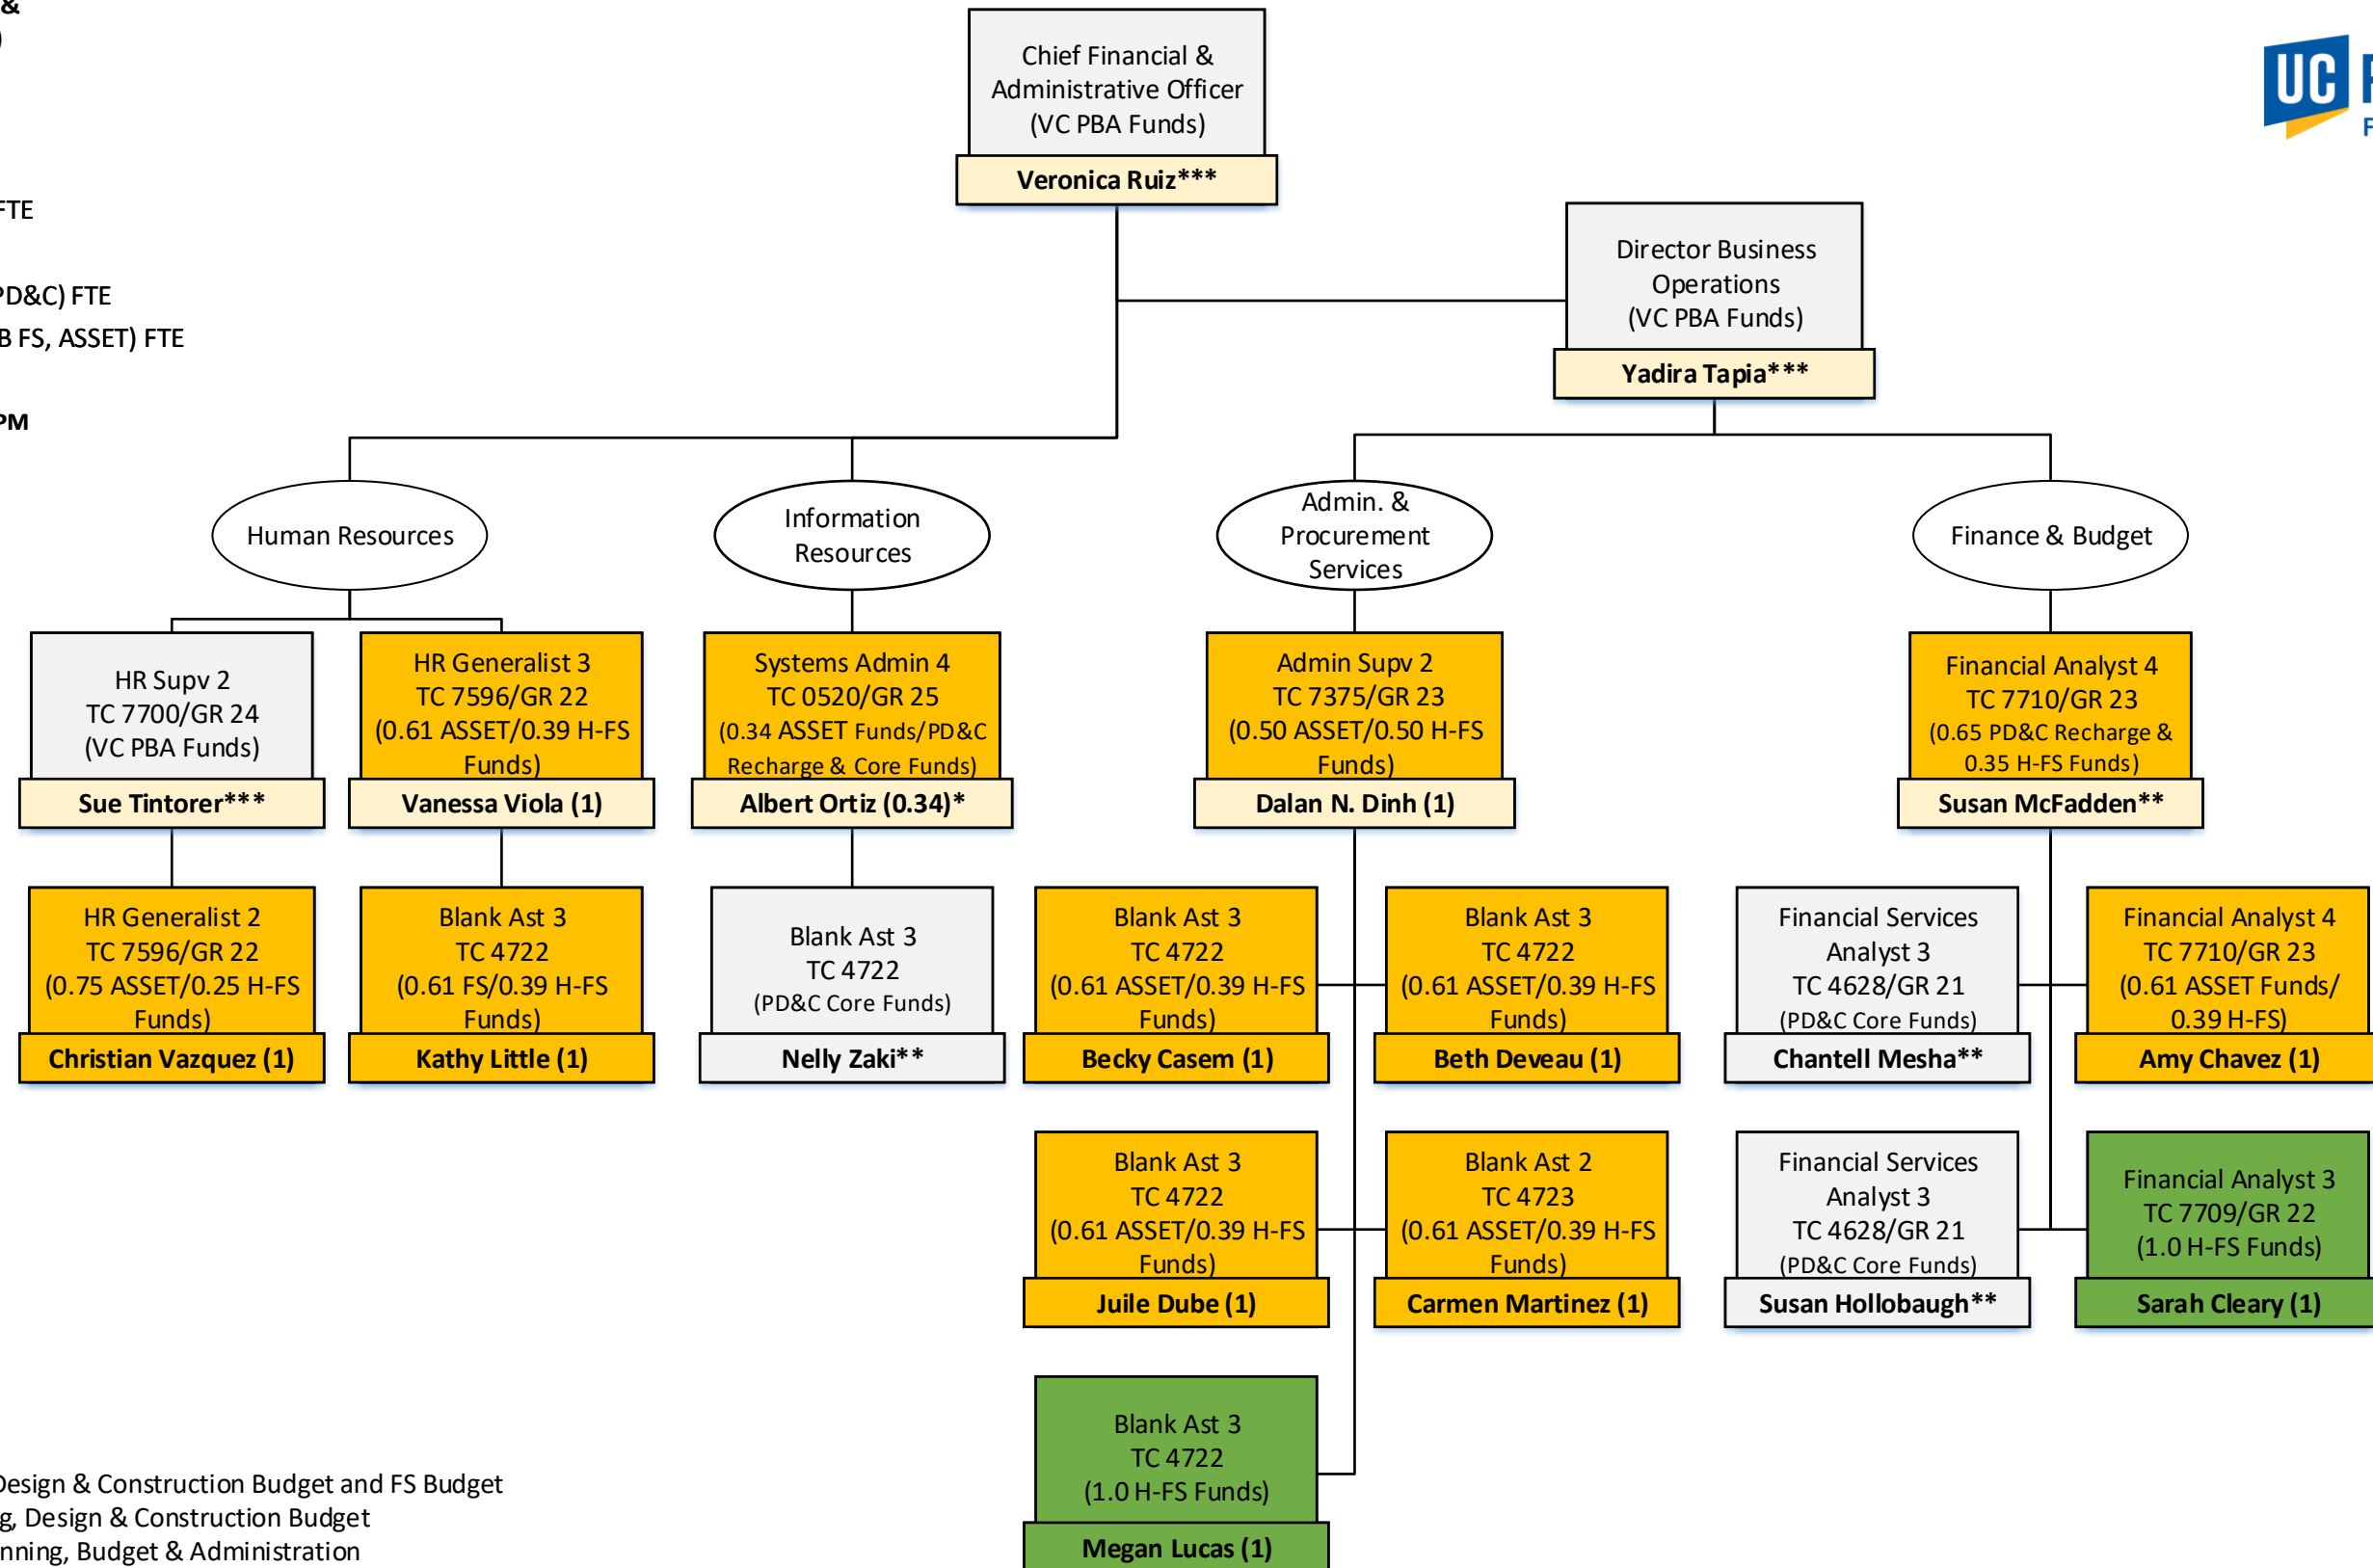 &
)
Chief Financial &
Administrative Officer
(VC PBA Funds)
Veronica Ruiz***
UC
FTE
Director Business
Operations
(VC PBA Funds)
Yadira Tapia***
PD&C) FTE
B FS, ASSET) FTE
PM
Human Resources
Information
Resources
Admin. &
Procurement
Services
Finance & Budget
HR Supv 2
TC 7700/GR 24
(VC PBA Funds)
Sue Tintorer***
HR Generalist 3
TC 7596/GR 22
(0.61 ASSET/0.39 H-FS
Funds)
Vanessa Viola (1)
Systems Admin 4
TC 0520/GR 25
(0.34 ASSET Funds/PD&C
Recharge & Core Funds)
Albert Ortiz (0.34)*
Admin Supv 2
TC 7375/GR 23
(0.50 ASSET/0.50 H-FS
Funds)
Dalan N. Dinh (1)
Financial Analyst 4
TC 7710/GR 23
(0.65 PD&C Recharge &
0.35 H-FS Funds)
Susan McFadden**
HR Generalist 2
TC 7596/GR 22
(0.75 ASSET/0.25 H-FS
Funds)
Christian Vazquez (1)
Blank Ast 3
TC 4722
(0.61 FS/0.39 H-FS
Funds)
Kathy Little (1)
Blank Ast 3
TC 4722
(PD&C Core Funds)
Nelly Zaki**
Blank Ast 3
TC 4722
(0.61 ASSET/0.39 H-FS
Funds)
Becky Casem (1)
Blank Ast 3
TC 4722
(0.61 ASSET/0.39 H-FS
Funds)
Beth Deveau (1)
Financial Services
Analyst 3
TC 4628/GR 21
(PD&C Core Funds)
Chantell Mesha**
Financial Analyst 4
TC 7710/GR 23
(0.61 ASSET Funds/
0.39 H-FS)
Amy Chavez (1)
Blank Ast 3
TC 4722
(0.61 ASSET/0.39 H-FS
Funds)
Juile Dube (1)
Blank Ast 2
TC 4723
(0.61 ASSET/0.39 H-FS
Funds)
Carmen Martinez (1)
Financial Services
Analyst 3
TC 4628/GR 21
(PD&C Core Funds)
Susan Hollobaugh**
Financial Analyst 3
TC 7709/GR 22
(1.0 H-FS Funds)
Sarah Cleary (1)
Blank Ast 3
TC 4722
(1.0 H-FS Funds)
Megan Lucas (1)
Design & Construction Budget and FS Budget
g, Design & Construction Budget
nning, Budget & Administration